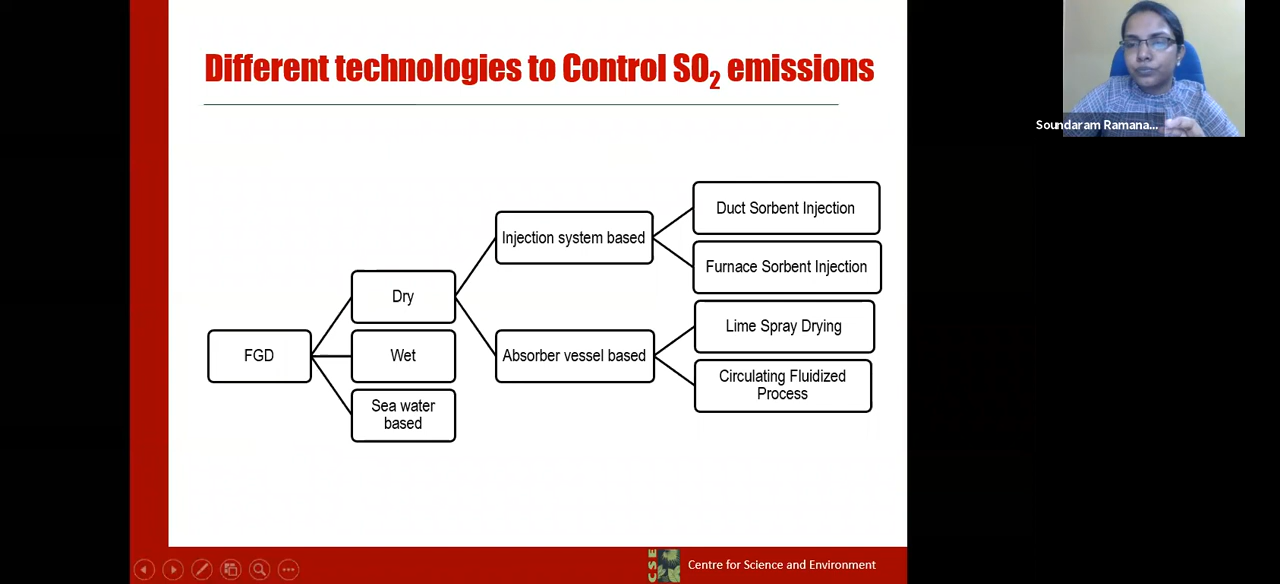 Different technologies to Control SO₂ emissions
Soundaram Ramana...
Duct Sorbent Injection
Injection system based
Furnace Sorbent Injection
Dry
Lime Spray Drying
FGD
Wet
Absorber vessel based
Circulating Fluidized
Process
Sea water
based
CSE
Centre for Science and Environment